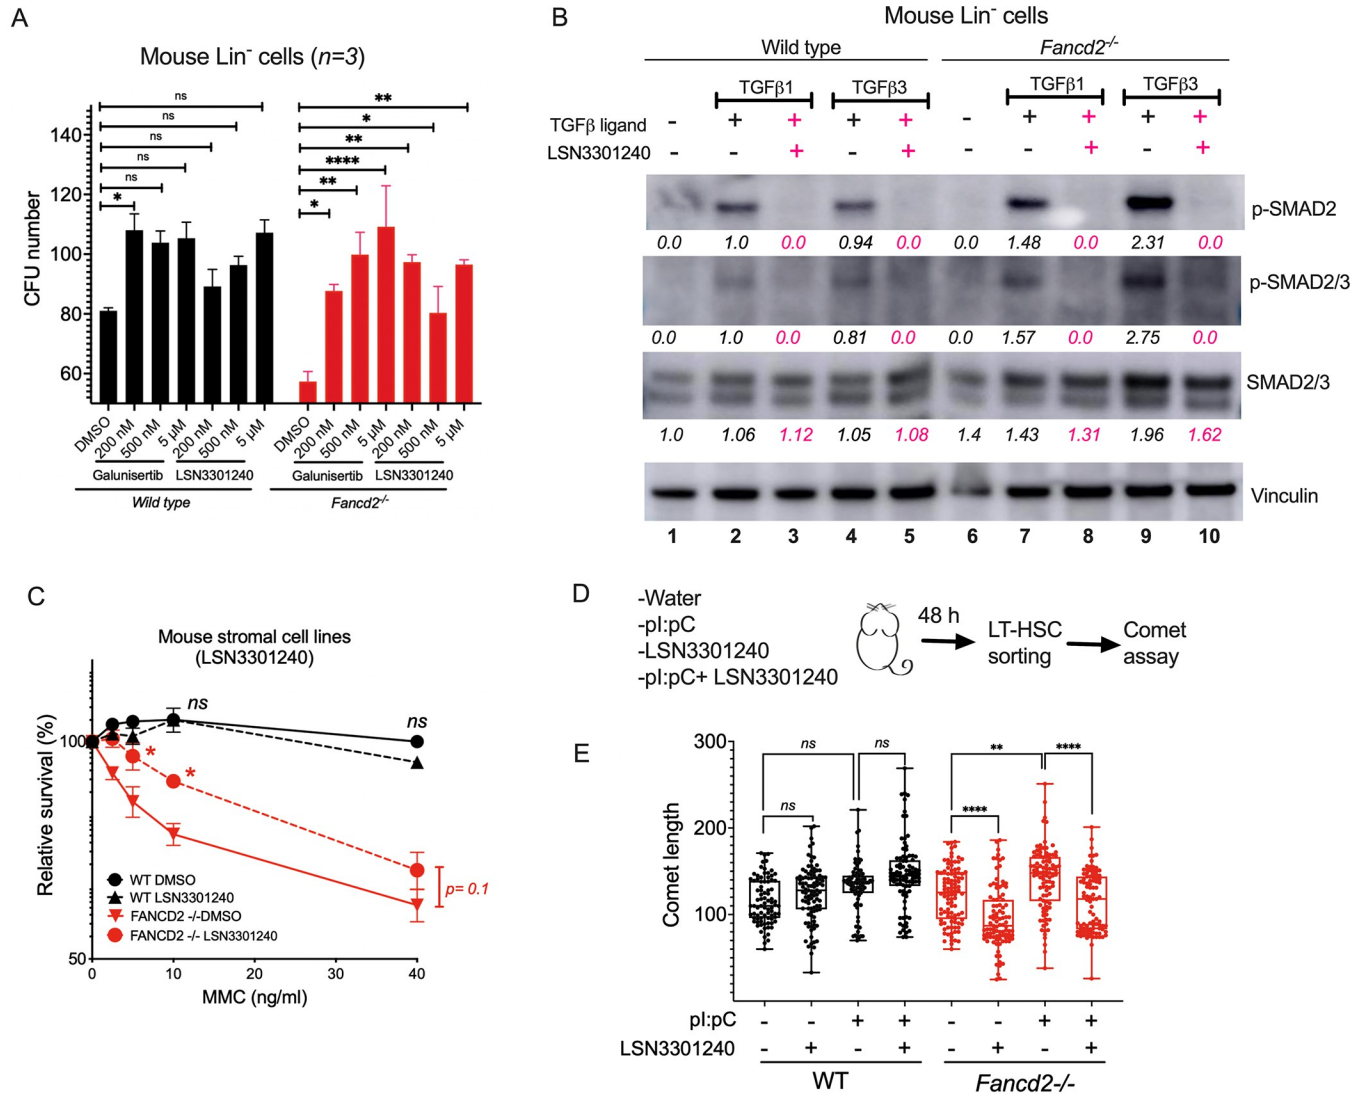 A
Mouse Lin- cells (n=3)
CFU number
140
120
100
80
60
ns
ns
ns
ns
ns
*
**
*
**
****
**
*
DMSO
200 nM
500 nM
5 µM
200 nM
500 nM
5 µM
DMSO
200 nM
500 nM
5 µM
200 nM
500 nM
5 µM
Galunisertib LSN3301240
Galunisertib LSN3301240
Wild type
Fancd2-/-
B
Mouse Lin- cells
Wild type Fancd2-/-
TGFβ1 TGFβ3 TGFβ1 TGFβ3
TGFβ ligand - + + + + - + + + +
LSN3301240 - - + - + - - + - +
p-SMAD2
0.0 1.0 0.0 0.94 0.0 0.0 1.48 0.0 2.31 0.0
p-SMAD2/3
0.0 1.0 0.0 0.81 0.0 0.0 1.57 0.0 2.75 0.0
SMAD2/3
1.0 1.06 1.12 1.05 1.08 1.4 1.43 1.31 1.96 1.62
Vinculin
1 2 3 4 5 6 7 8 9 10
C
Mouse stromal cell lines
(LSN3301240)
Relative survival (%)
100
50
ns
ns
*
*
p= 0.1
WT DMSO
WT LSN3301240
FANCD2 -/-DMSO
FANCD2 -/- LSN3301240
0 10 20 30 40
MMC (ng/ml)
D
-Water
-pI:pC
-LSN3301240
-pI:pC+ LSN3301240
48 h
LT-HSC
sorting
Comet
assay
E
Comet length
300
200
100
ns ns
ns
** ****
****
pI:pC - - + + - - + +
LSN3301240 - + - + - + - +
WT Fancd2-/-